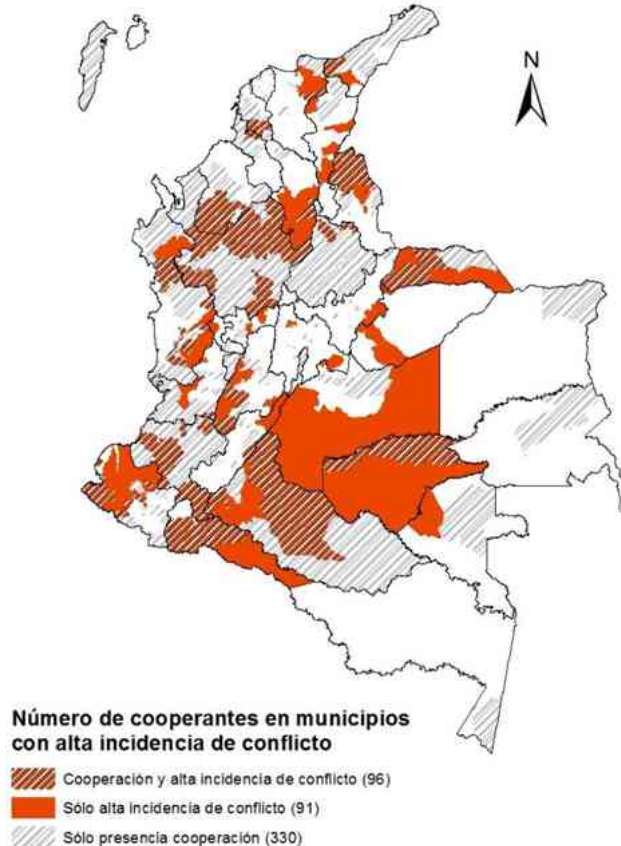 N
Número de cooperantes en municipios
con alta incidencia de conflicto
Cooperación y alta incidencia de conflicto (96)
Sólo alta incidencia de conflicto (91)
Sólo presencia cooperación (330)